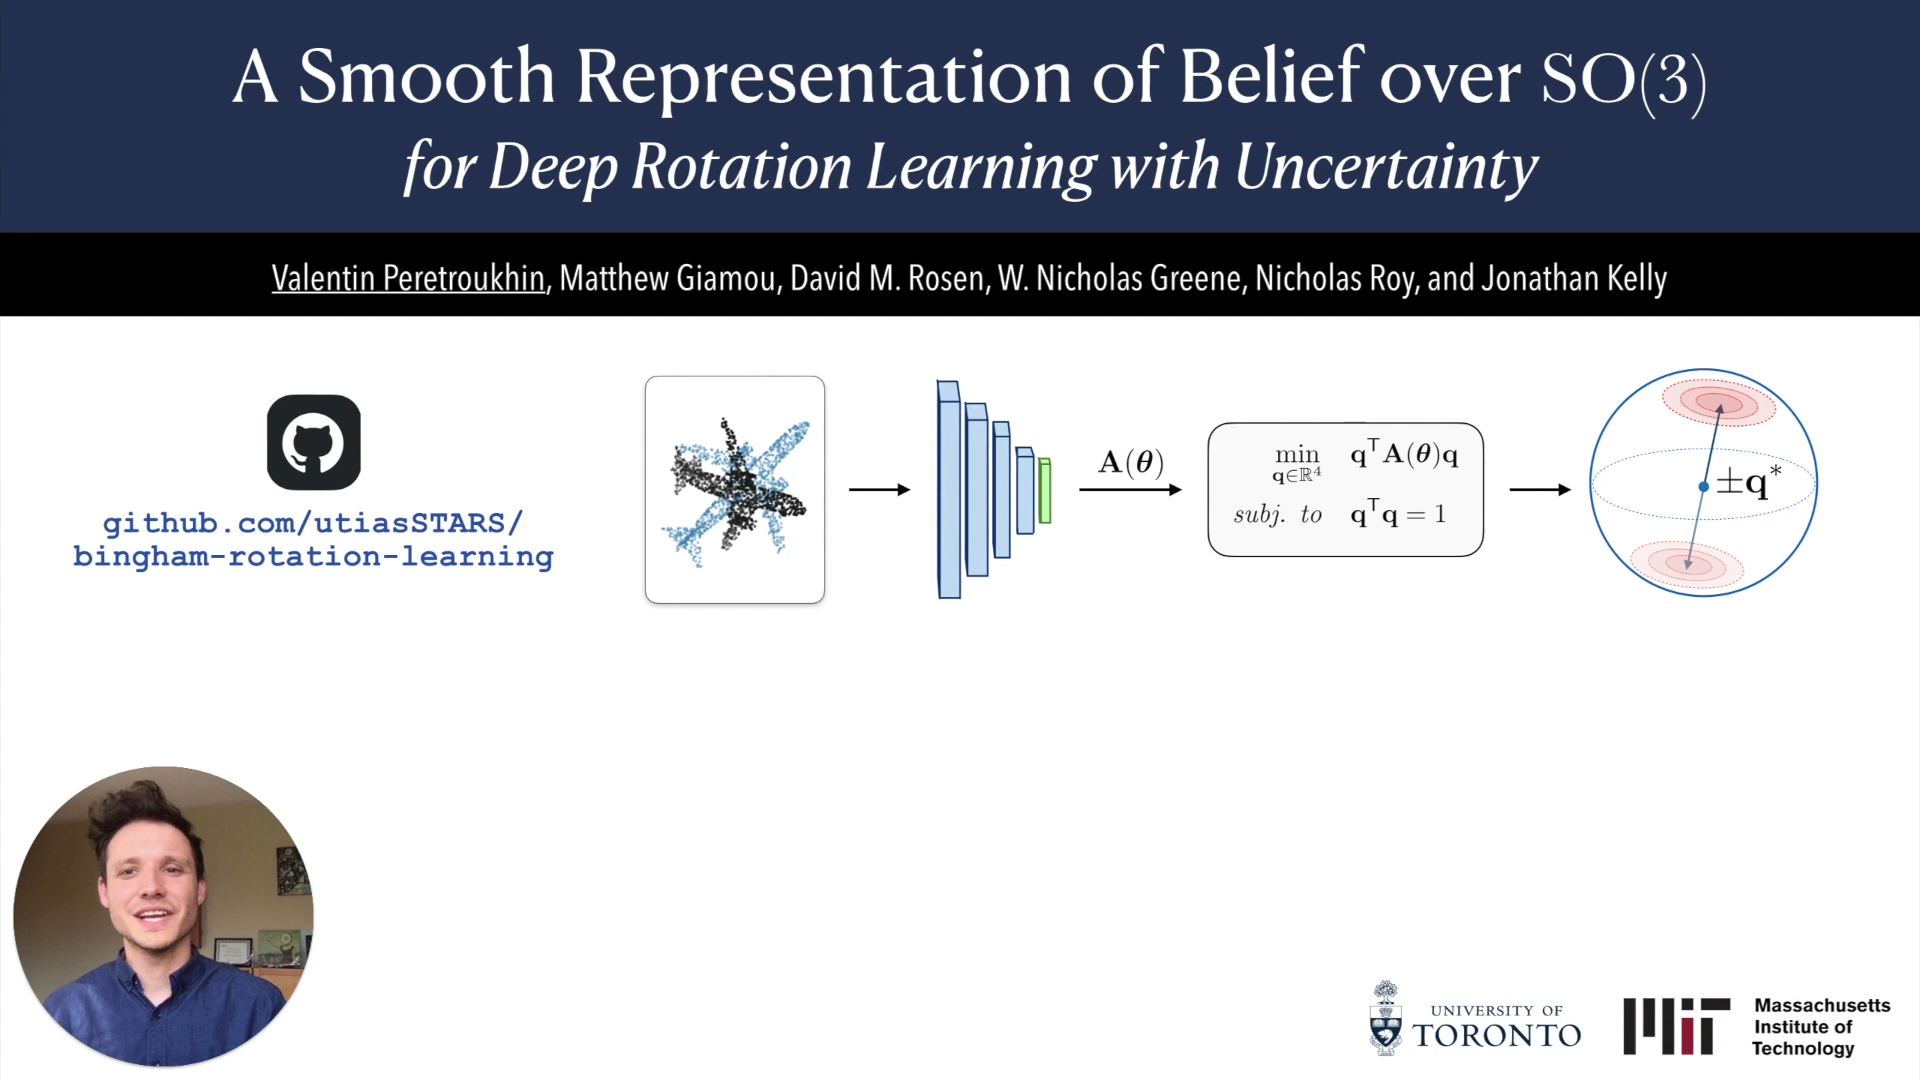 A Smooth Representation of Belief over SO(3)
for Deep Rotation Learning with Uncertainty
Valentin Peretroukhin, Matthew Giamou, David M. Rosen, W. Nicholas Greene, Nicholas Roy, and Jonathan Kelly
github.com/utiasSTARS/
bingham-rotation-learning
A(θ)
min q∈ℝ⁴ qᵀA(θ)q
subj. to qᵀq = 1
±q*
UNIVERSITY OF
TORONTO
MIT
Massachusetts
Institute of
Technology